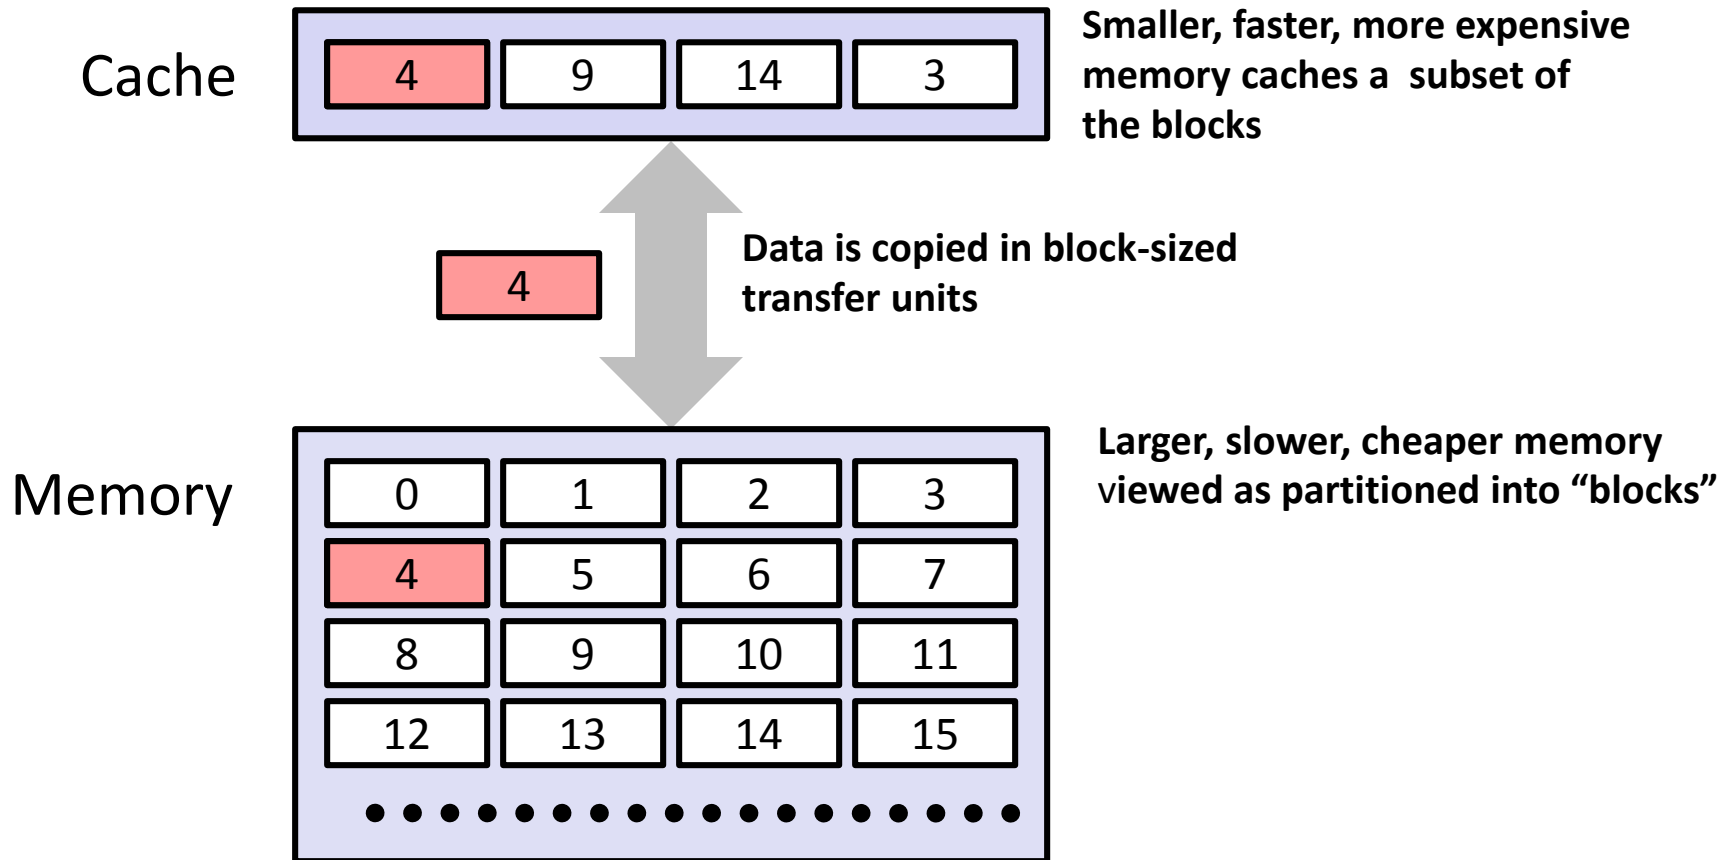 Cache
4 9 14 3
Smaller, faster, more expensive
memory caches a  subset of
the blocks
4
Data is copied in block-sized
transfer units
Memory
Larger, slower, cheaper memory
viewed as partitioned into “blocks”
0 1 2 3
4 5 6 7
8 9 10 11
12 13 14 15